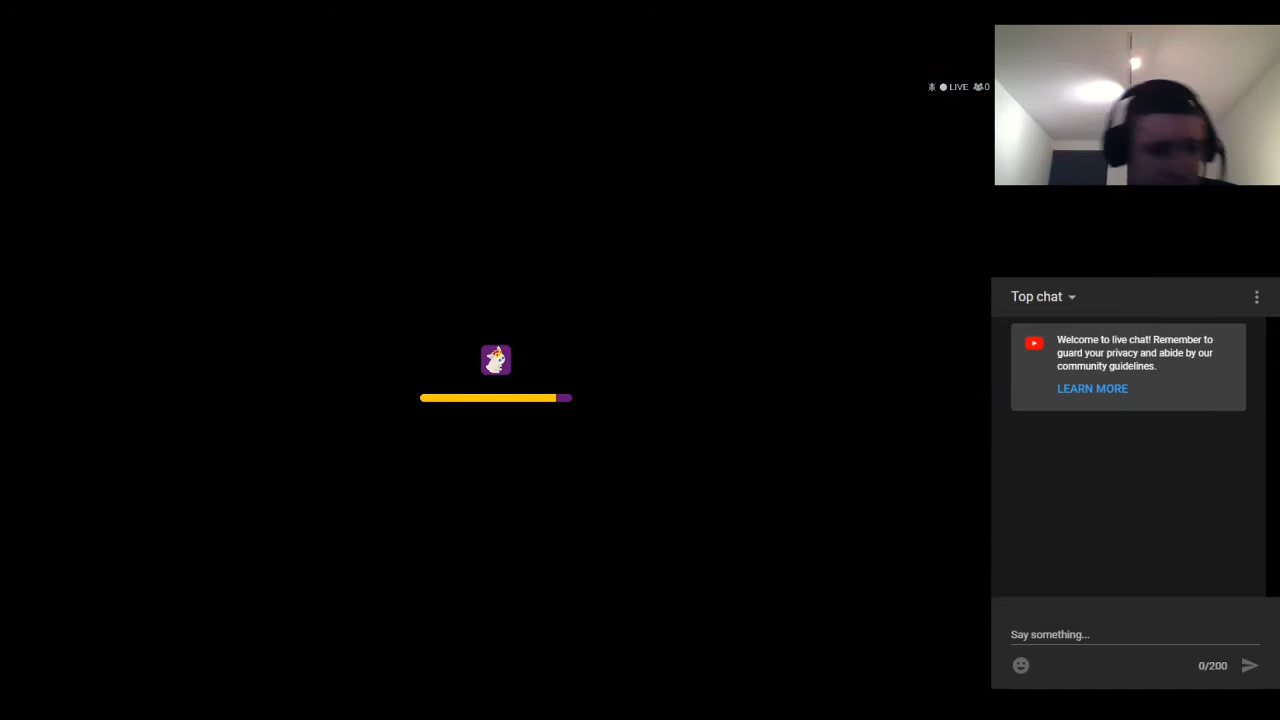 LIVE 0
Top chat
Welcome to live chat! Remember to
guard your privacy and abide by our
community guidelines.
LEARN MORE
Say something...
0/200